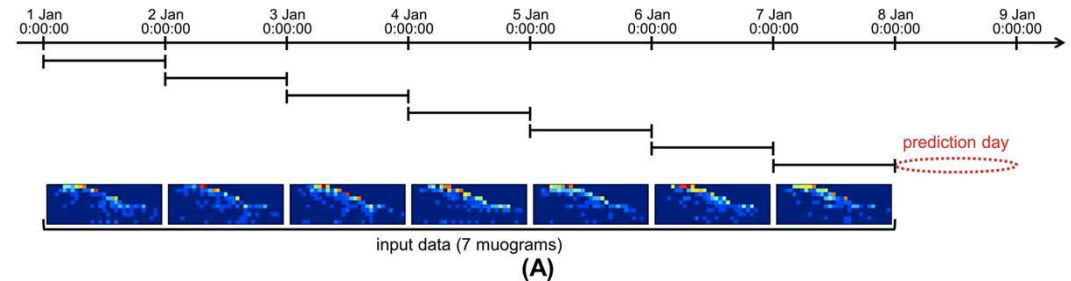 1 Jan 2 Jan 3 Jan 4 Jan 5 Jan 6 Jan 7 Jan 8 Jan 9 Jan
0:00:00 0:00:00 0:00:00 0:00:00 0:00:00 0:00:00 0:00:00 0:00:00 0:00:00
prediction day
input data (7 muograms)
(A)